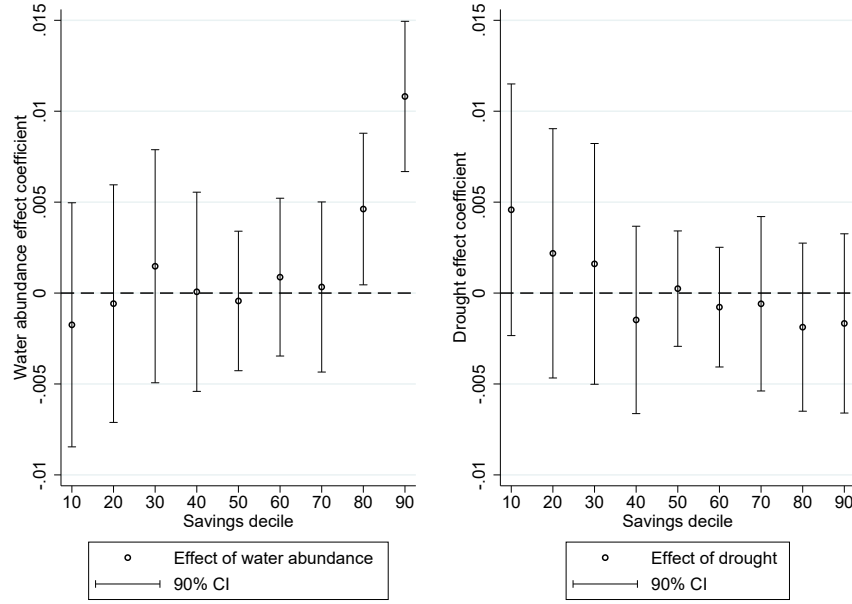 Water abundance effect coefficient
.015
.01
.005
0
-.005
-.01
10 20 30 40 50 60 70 80 90
Savings decile
Effect of water abundance
90% CI
Drought effect coefficient
.015
.01
.005
0
-.005
-.01
10 20 30 40 50 60 70 80 90
Savings decile
Effect of drought
90% CI